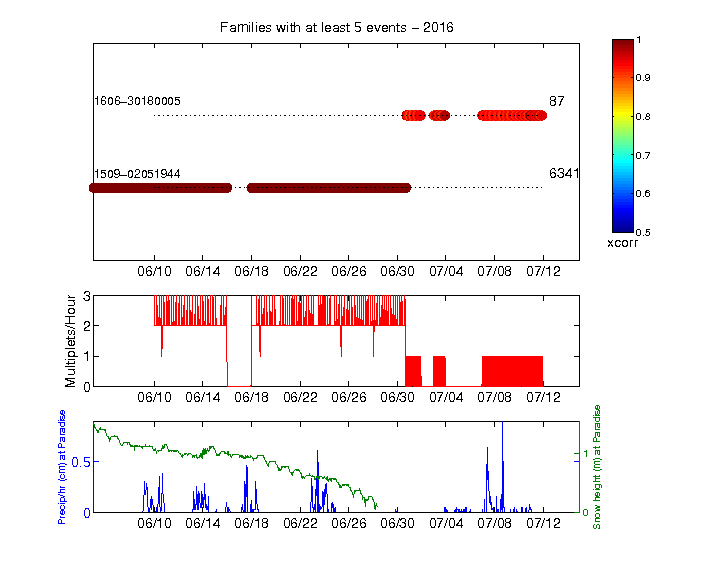 Families with at least 5 events – 2016
1606–30180005
87
1509–02051944
6341
06/10 06/14 06/18 06/22 06/26 06/30 07/04 07/08 07/12
1
0.9
0.8
0.7
0.6
0.5
xcorr
Multiplets/Hour
3
2
1
0
06/10 06/14 06/18 06/22 06/26 06/30 07/04 07/08 07/12
Precip/hr (cm) at Paradise
0.5
0
1
0
Snow height (m) at Paradise
06/10 06/14 06/18 06/22 06/26 06/30 07/04 07/08 07/12